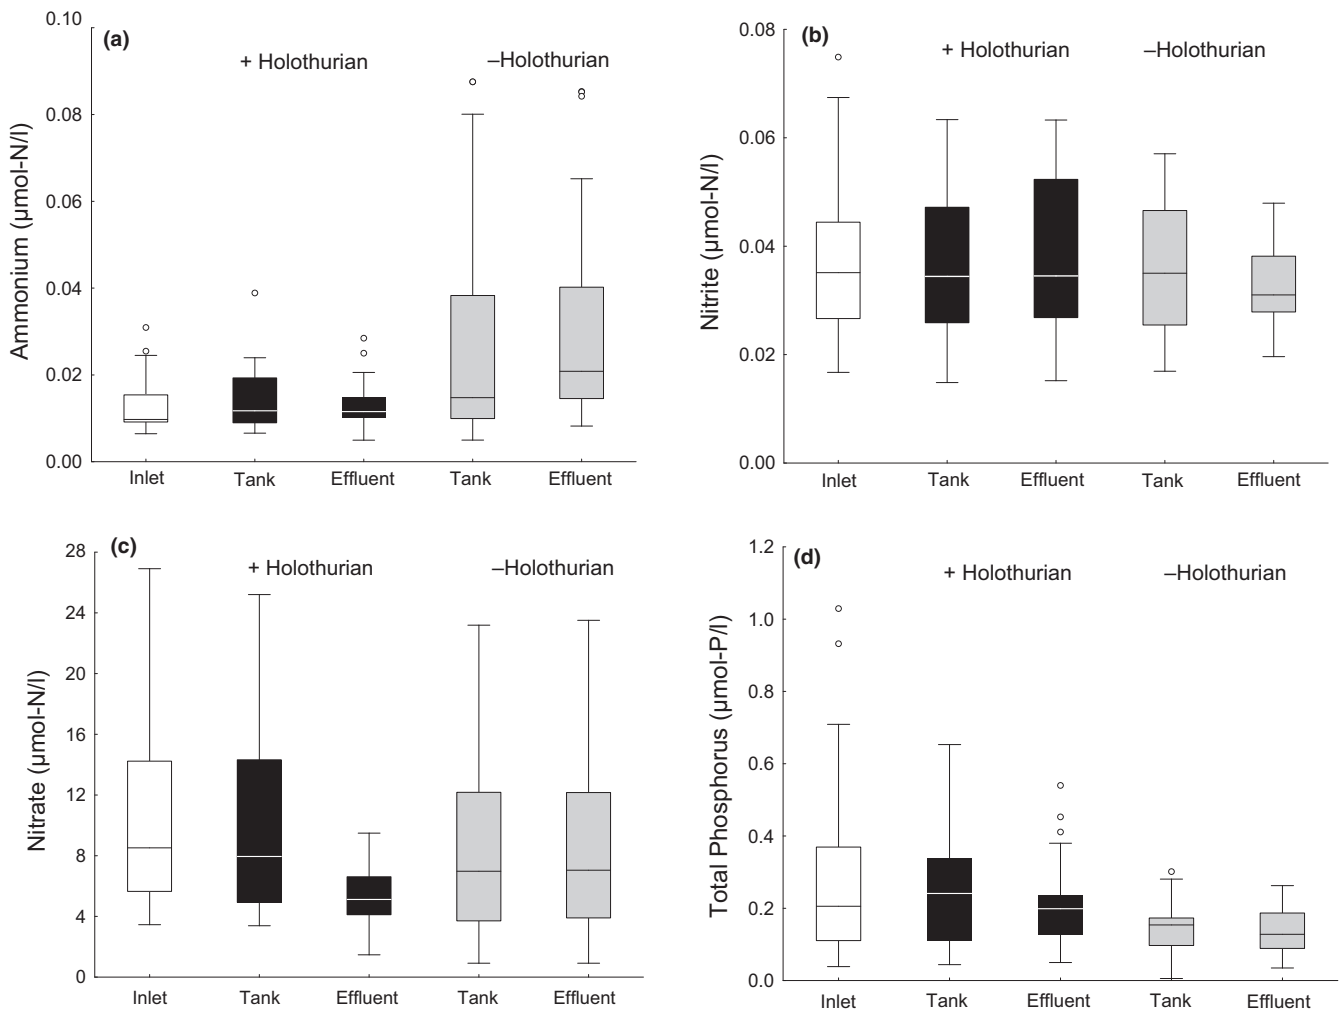 (a)
+ Holothurian
–Holothurian
Ammonium (µmol-N/l)
0.10
0.08
0.06
0.04
0.02
0.00
Inlet Tank Effluent Tank Effluent
(b)
+ Holothurian
–Holothurian
Nitrite (µmol-N/l)
0.08
0.06
0.04
0.02
0.00
Inlet Tank Effluent Tank Effluent
(c)
+ Holothurian
–Holothurian
Nitrate (µmol-N/l)
28
24
20
16
12
8
4
0
Inlet Tank Effluent Tank Effluent
(d)
+ Holothurian
–Holothurian
Total Phosphorus (µmol-P/l)
1.2
1.0
0.8
0.6
0.4
0.2
0.0
Inlet Tank Effluent Tank Effluent